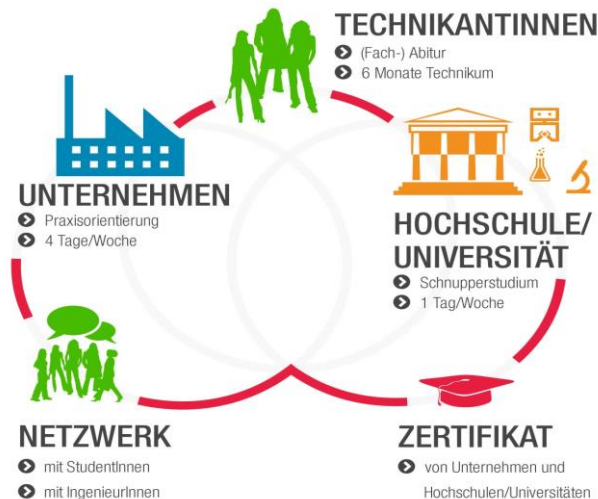 TECHNIKANTINNEN
(Fach-) Abitur
6 Monate Technikum
UNTERNEHMEN
Praxisorientierung
4 Tage/Woche
HOCHSCHULE/
UNIVERSITÄT
Schnupperstudium
1 Tag/Woche
NETZWERK
mit StudentInnen
mit IngenieurInnen
ZERTIFIKAT
von Unternehmen und
Hochschulen/Universitäten